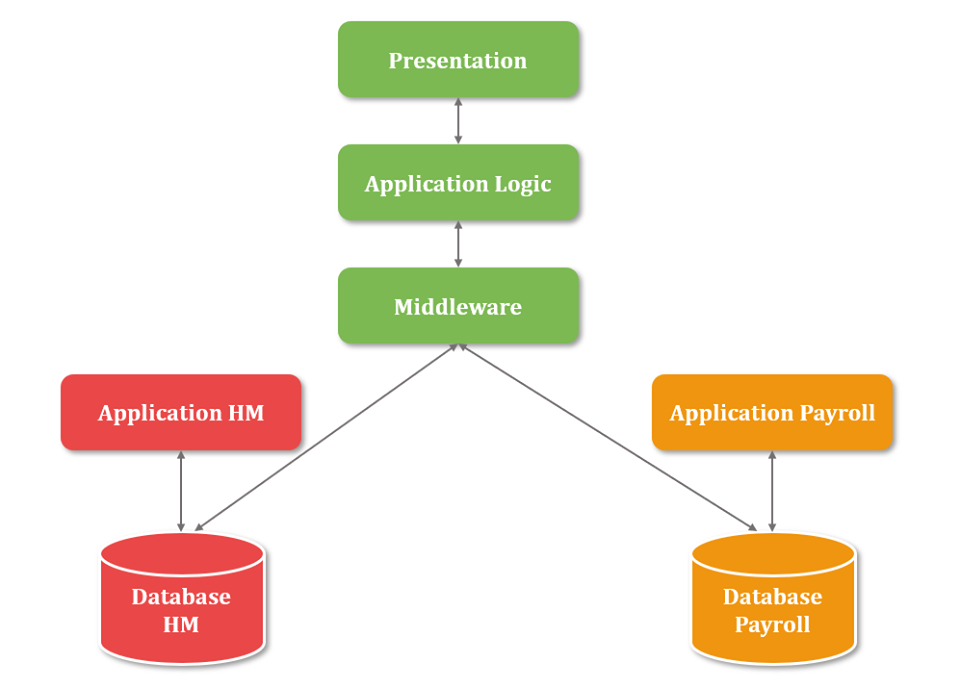 Presentation
Application Logic
Middleware
Application HM
Application Payroll
Database
HM
Database
Payroll